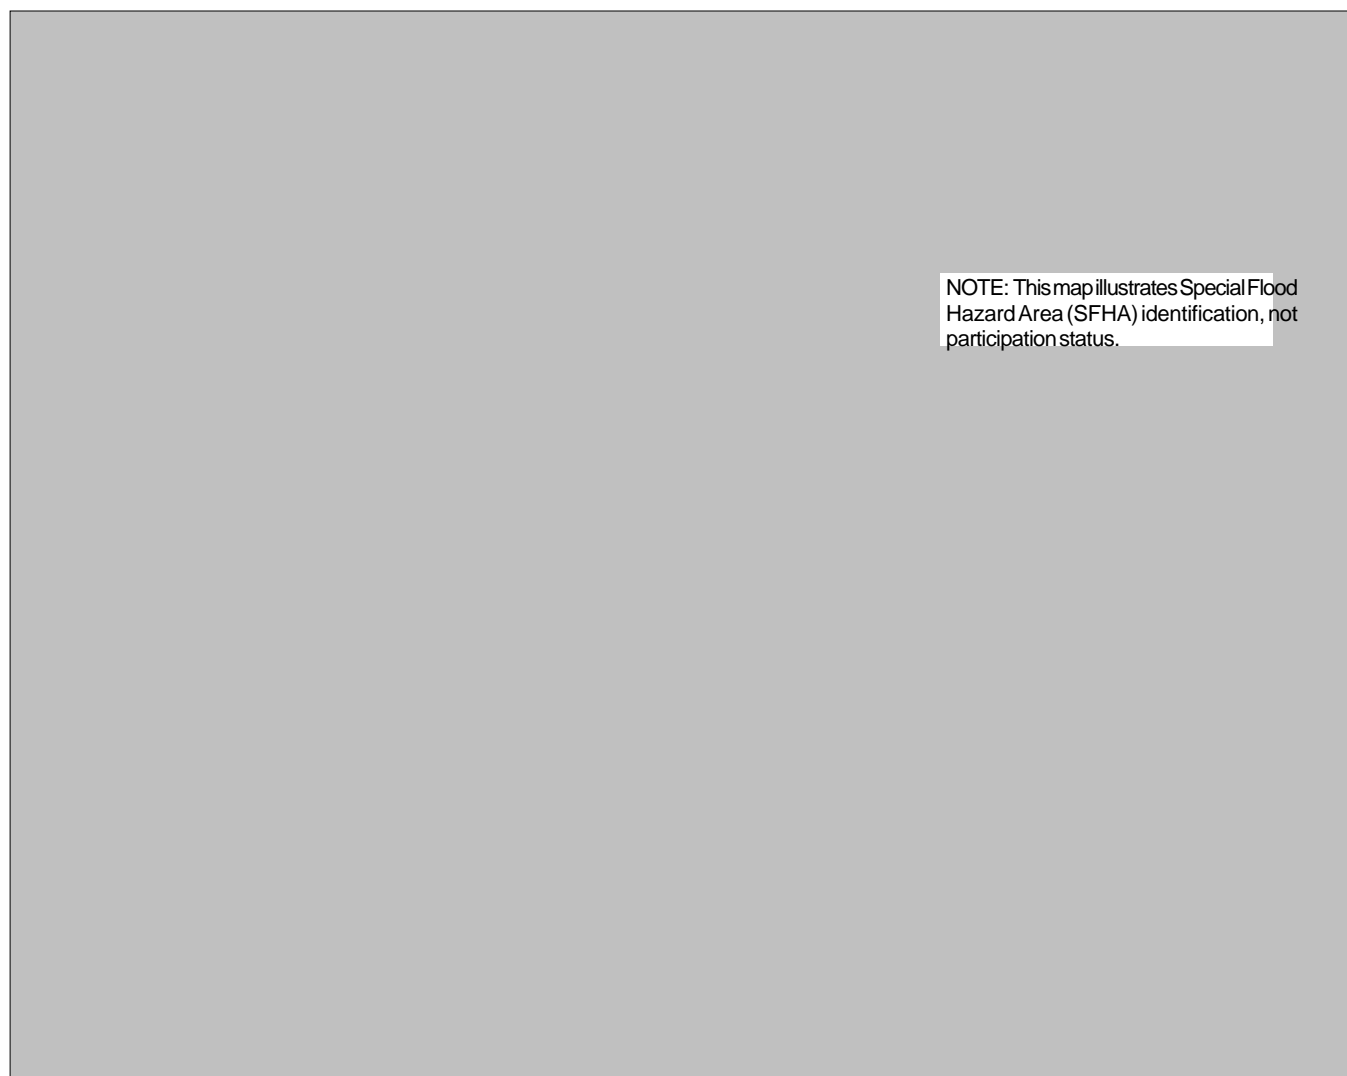 NOTE: This map illustrates Special Flood
Hazard Area (SFHA) identification, not
participation status.